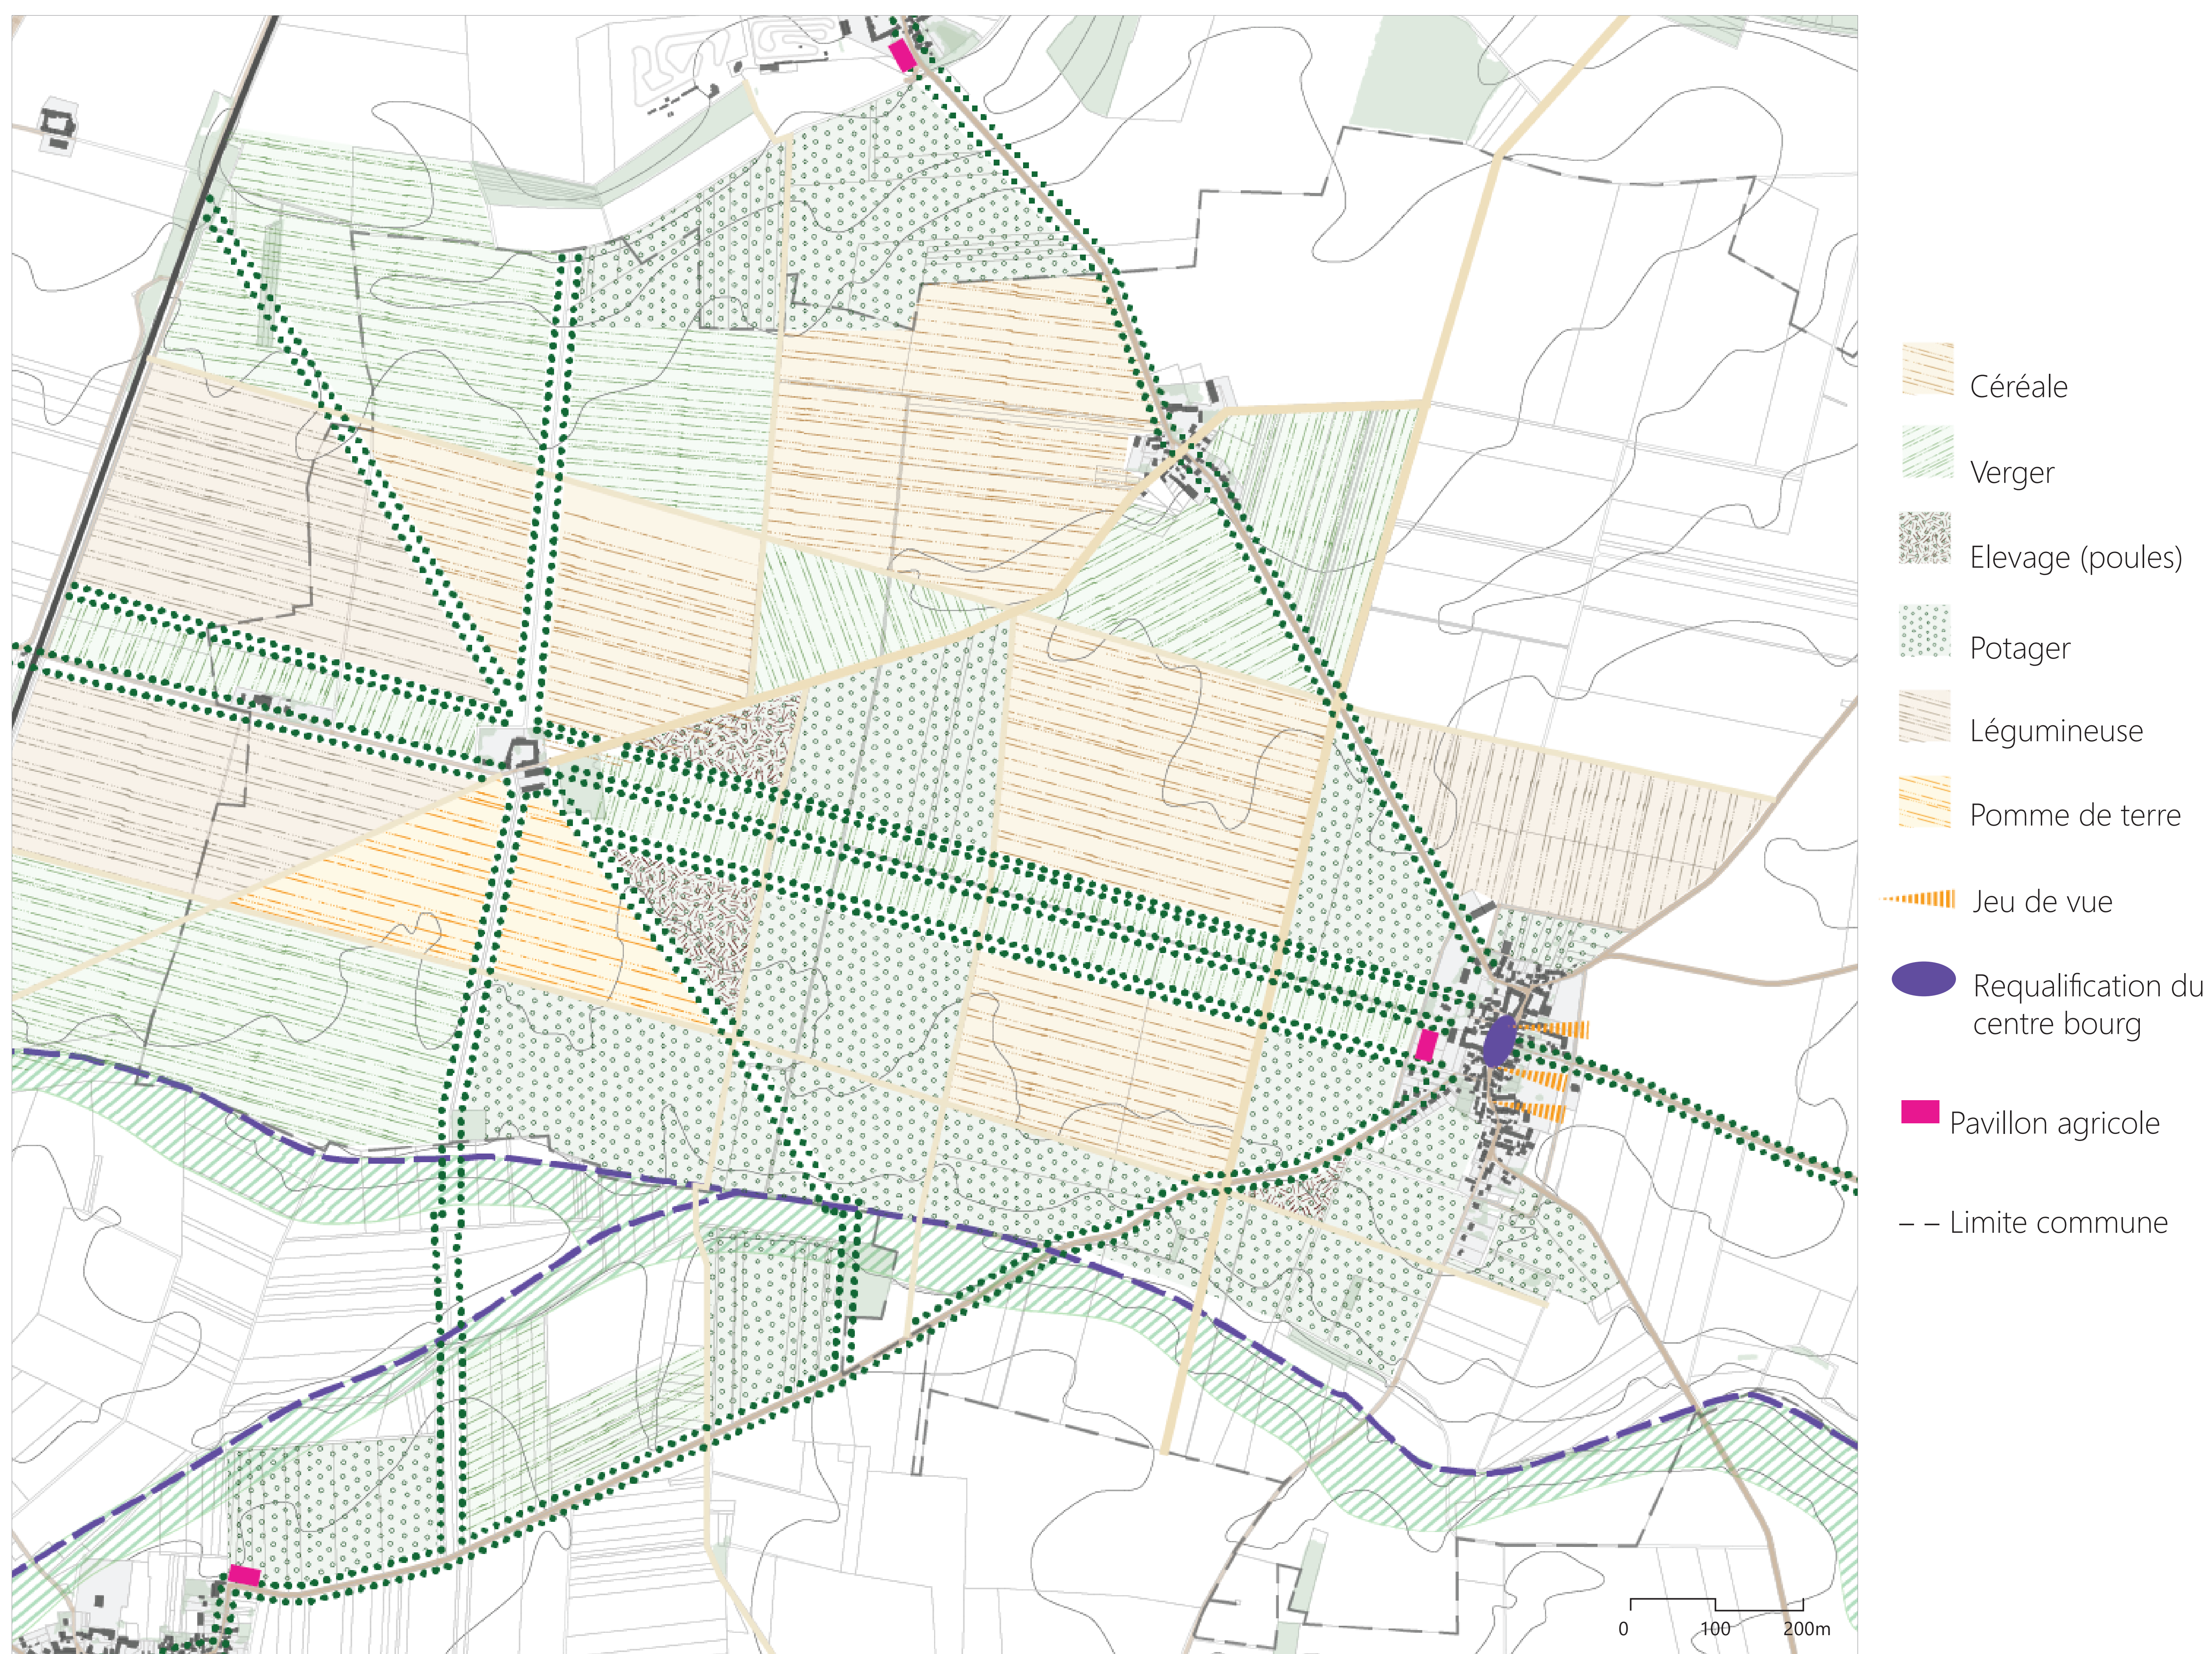 Céréale
Verger
Elevage (poules)
Potager
Légumineuse
Pomme de terre
Jeu de vue
Requalification du
centre bourg
Pavillon agricole
Limite commune
0 100 200m